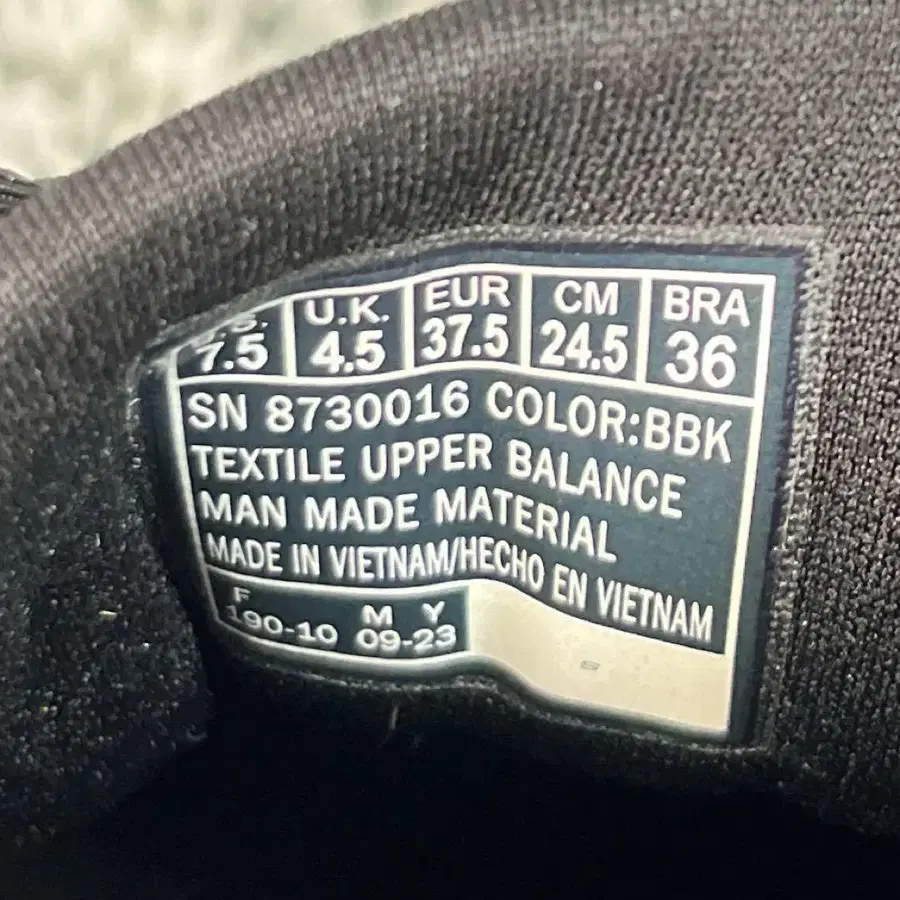 U.S. U.K. EUR CM BRA
7.5 4.5 37.5 24.5 36
SN 8730016 COLOR:BBK
TEXTILE UPPER BALANCE
MAN MADE MATERIAL
MADE IN VIETNAM/HECHO EN VIETNAM
F M Y
190-10 09-23